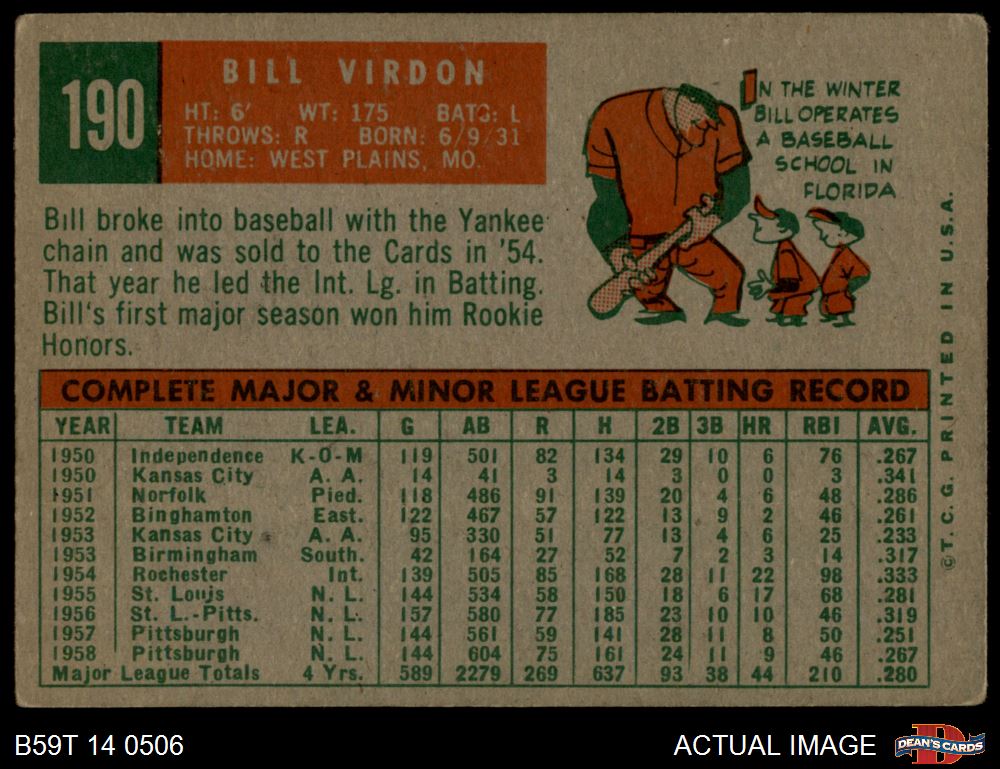 190
BILL VIRDON
HT: 6' WT: 175 BATS: L
THROWS: R BORN: 6/9/31
HOME: WEST PLAINS, MO.
IN THE WINTER
BILL OPERATES
A BASEBALL
SCHOOL IN
FLORIDA
Bill broke into baseball with the Yankee
chain and was sold to the Cards in '54.
That year he led the Int. Lg. in Batting.
Bill's first major season won him Rookie
Honors.
COMPLETE MAJOR & MINOR LEAGUE BATTING RECORD
YEAR TEAM LEA. G AB R H 2B 3B HR RBI AVG.
1950 Independence K-O-M 119 501 82 134 29 10 6 76 .267
1950 Kansas City A. A. 14 41 3 14 3 0 0 3 .341
1951 Norfolk Pied. 118 486 91 139 20 4 6 48 .286
1952 Binghamton East. 122 467 57 122 13 9 2 46 .261
1953 Kansas City A. A. 95 330 51 77 13 4 6 25 .233
1953 Birmingham South. 42 164 27 52 7 2 3 14 .317
1954 Rochester Int. 139 505 85 168 28 11 22 98 .333
1955 St. Louis N. L. 144 534 58 150 18 6 17 68 .281
1956 St. L.-Pitts. N. L. 157 580 77 185 23 10 10 46 .319
1957 Pittsburgh N. L. 144 561 59 141 28 11 8 50 .251
1958 Pittsburgh N. L. 144 604 75 161 24 11 9 46 .267
Major League Totals 4 Yrs. 589 2279 269 637 93 38 44 210 .280
© T. C. G. PRINTED IN U.S.A.
B59T 14 0506
ACTUAL IMAGE
D
DEAN'S CARDS